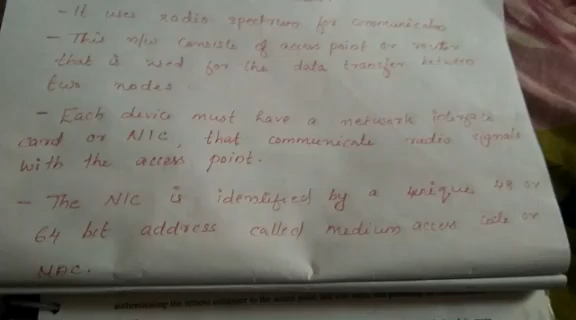 - It uses radio spectrum for communication
- This n/w consists of access point or router
that is used for the data transfer between
two nodes
- Each device must have a network interface
card or NIC, that communicate radio signals
with the access point.
- The NIC is identified by a unique 48 or
64 bit address called medium access code or
MAC.